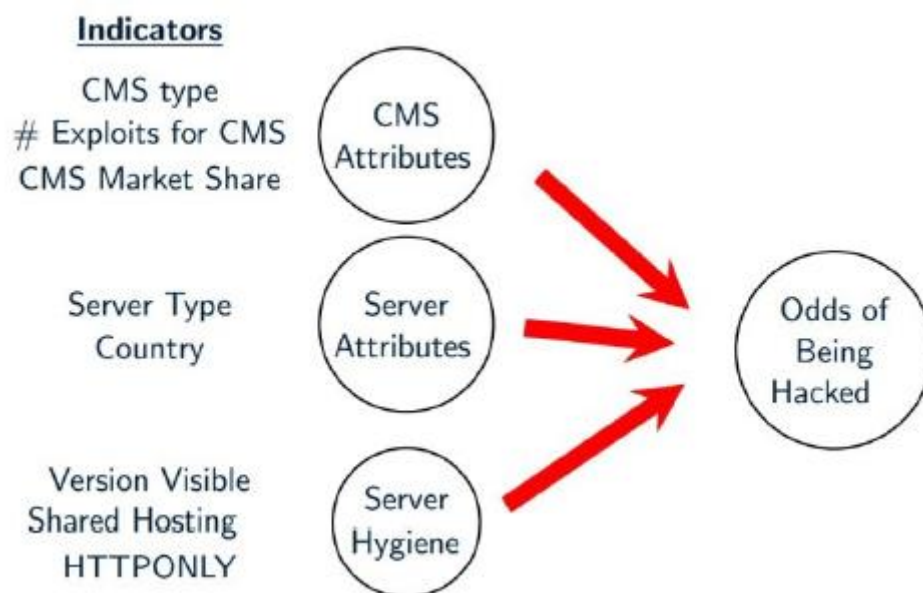 Indicators
CMS type
# Exploits for CMS
CMS Market Share
CMS
Attributes
Server Type
Country
Server
Attributes
Odds of
Being
Hacked
Version Visible
Shared Hosting
HTTPONLY
Server
Hygiene